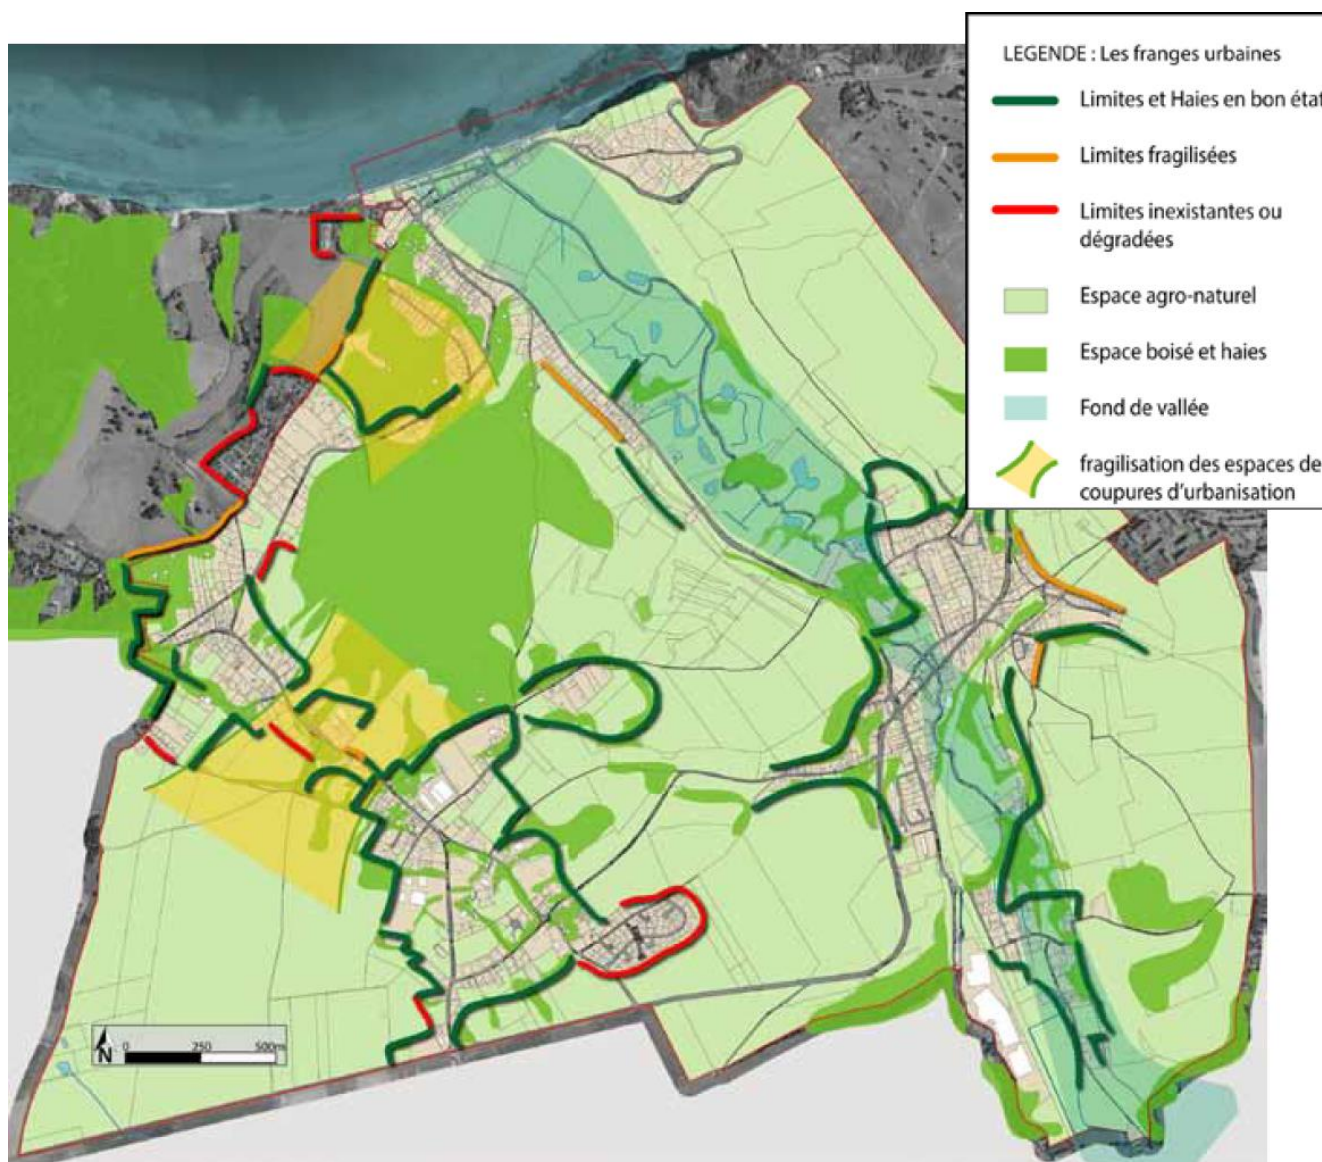 LEGENDE : Les franges urbaines
Limites et Haies en bon état
Limites fragilisées
Limites inexistantes ou
dégradées
Espace agro-naturel
Espace boisé et haies
Fond de vallée
fragilisation des espaces de
coupures d'urbanisation
N
0 250 500m